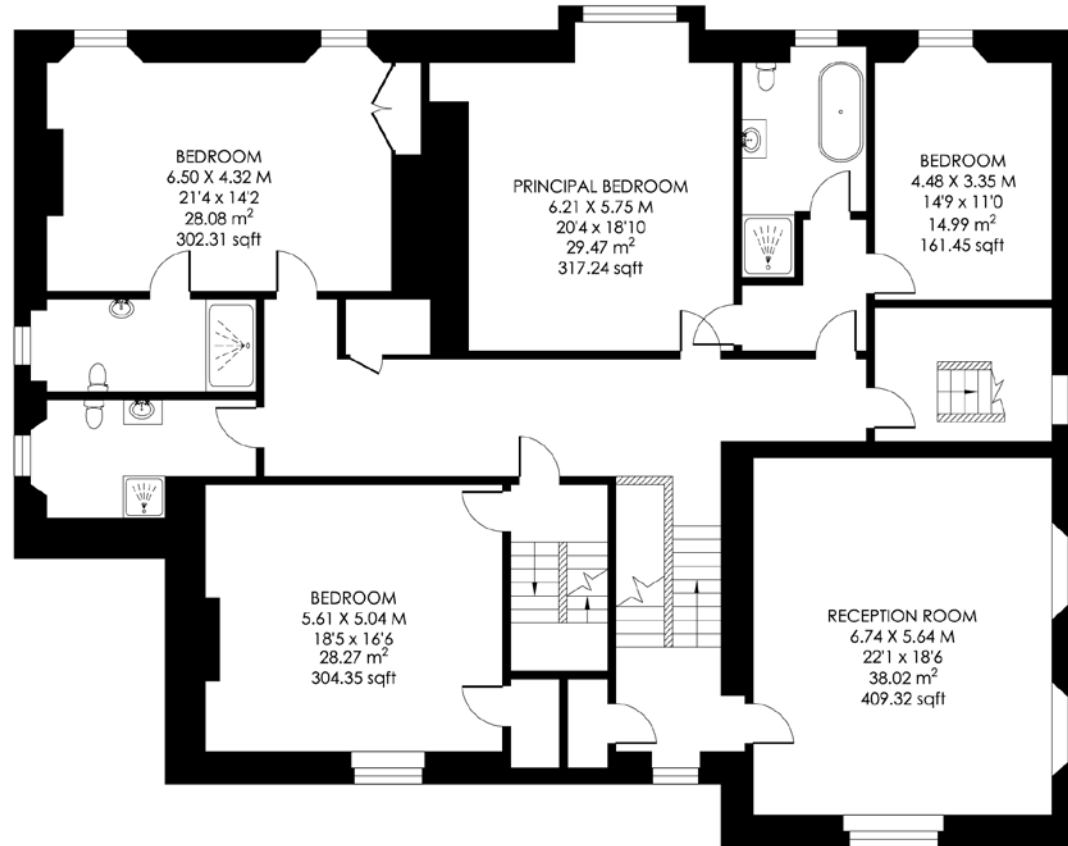 BEDROOM
6.50 X 4.32 M
21'4 x 14'2
28.08 m²
302.31 sqft
PRINCIPAL BEDROOM
6.21 X 5.75 M
20'4 x 18'10
29.47 m²
317.24 sqft
BEDROOM
4.48 X 3.35 M
14'9 x 11'0
14.99 m²
161.45 sqft
BEDROOM
5.61 X 5.04 M
18'5 x 16'6
28.27 m²
304.35 sqft
RECEPTION ROOM
6.74 X 5.64 M
22'1 x 18'6
38.02 m²
409.32 sqft